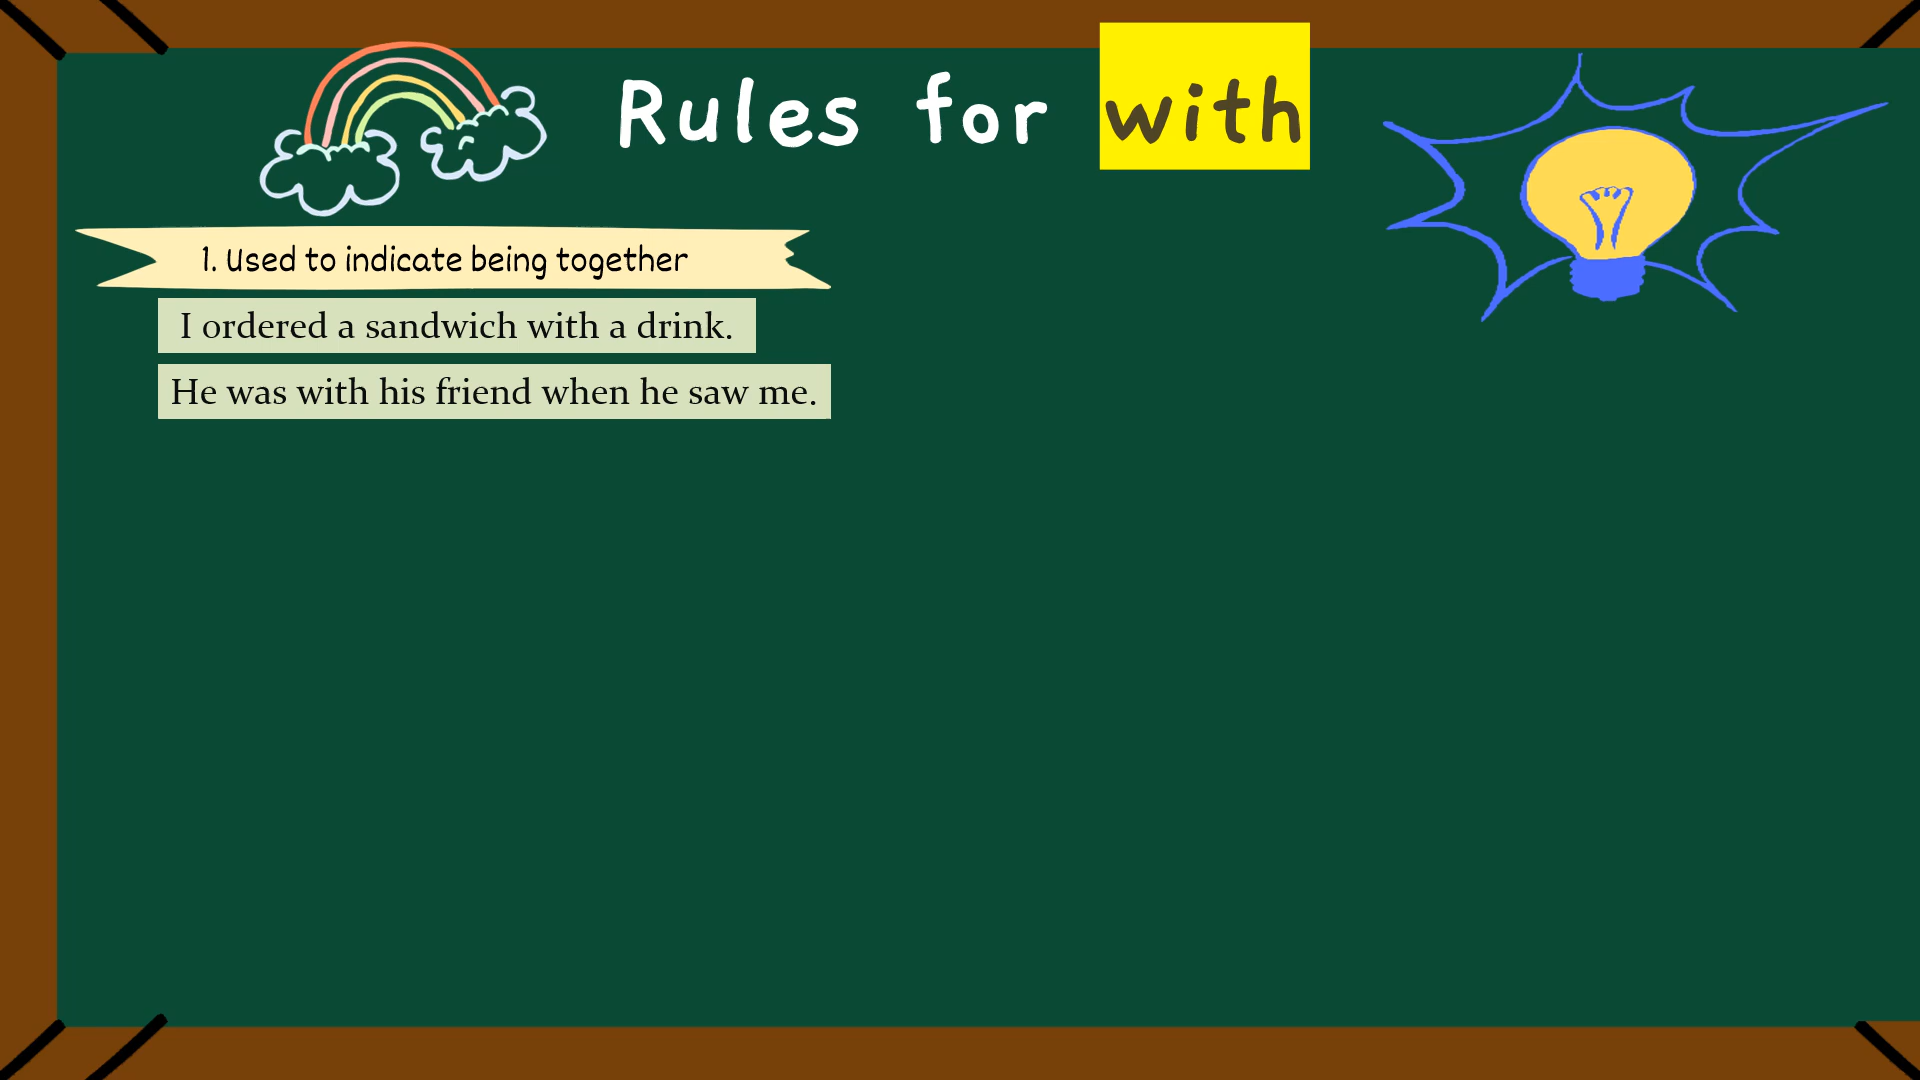 Rules for with
1. Used to indicate being together
I ordered a sandwich with a drink.
He was with his friend when he saw me.